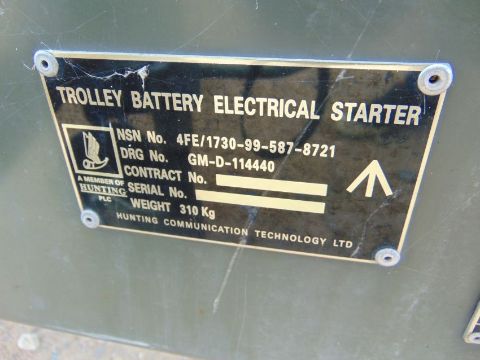 TROLLEY BATTERY ELECTRICAL STARTER
NSN No. 4FE/1730-99-587-8721
DRG No. GM-D-114440
CONTRACT No.
SERIAL No.
WEIGHT 310 Kg
A MEMBER OF
HUNTING
PLC
HUNTING COMMUNICATION TECHNOLOGY LTD